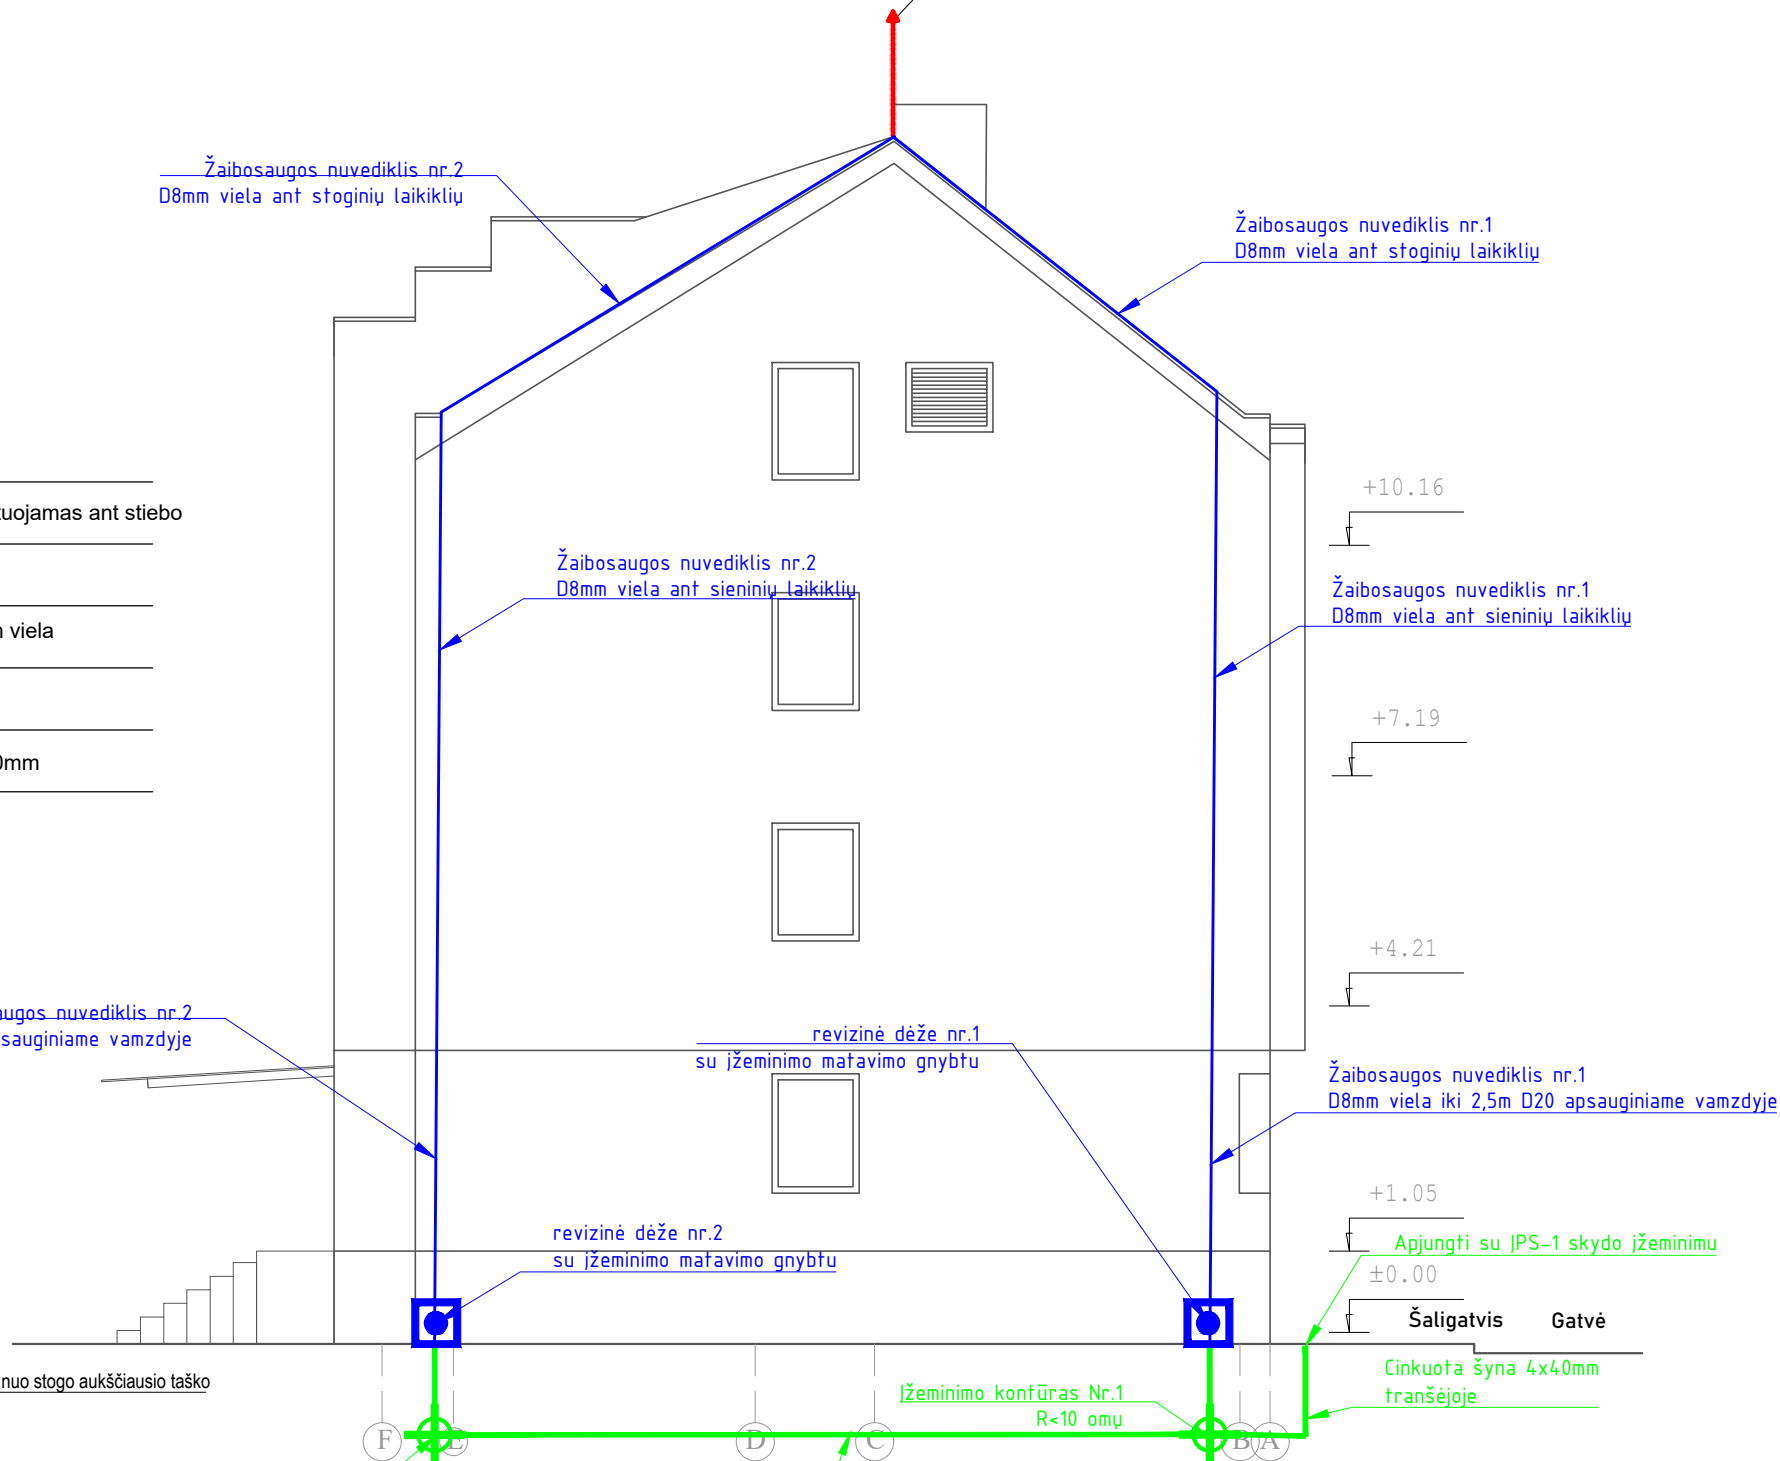 Žaibosaugos nuvediklis nr.2
D8mm viela ant stoginių laikiklių
Žaibosaugos nuvediklis nr.1
D8mm viela ant stoginių laikiklių
+10.16
uojamas ant stiebo
Žaibosaugos nuvediklis nr.2
D8mm viela ant sieninių laikiklių
Žaibosaugos nuvediklis nr.1
D8mm viela ant sieninių laikiklių
viela
+7.19
0mm
+4.21
augos nuvediklis nr.2
sauginiame vamzdyje
revizinė dėže nr.1
su įžeminimo matavimo gnybtu
Žaibosaugos nuvediklis nr.1
D8mm viela iki 2,5m D20 apsauginiame vamzdyje
+1.05
revizinė dėže nr.2
su įžeminimo matavimo gnybtu
Apjungti su ĮPS-1 skydo įžeminimu
±0.00
Šaligatvis Gatvė
nuo stogo aukščiausio taško
Cinkuota šyna 4x40mm
tranšėjoje
Įžeminimo kontūras Nr.1
R<10 omų
F E D C B A